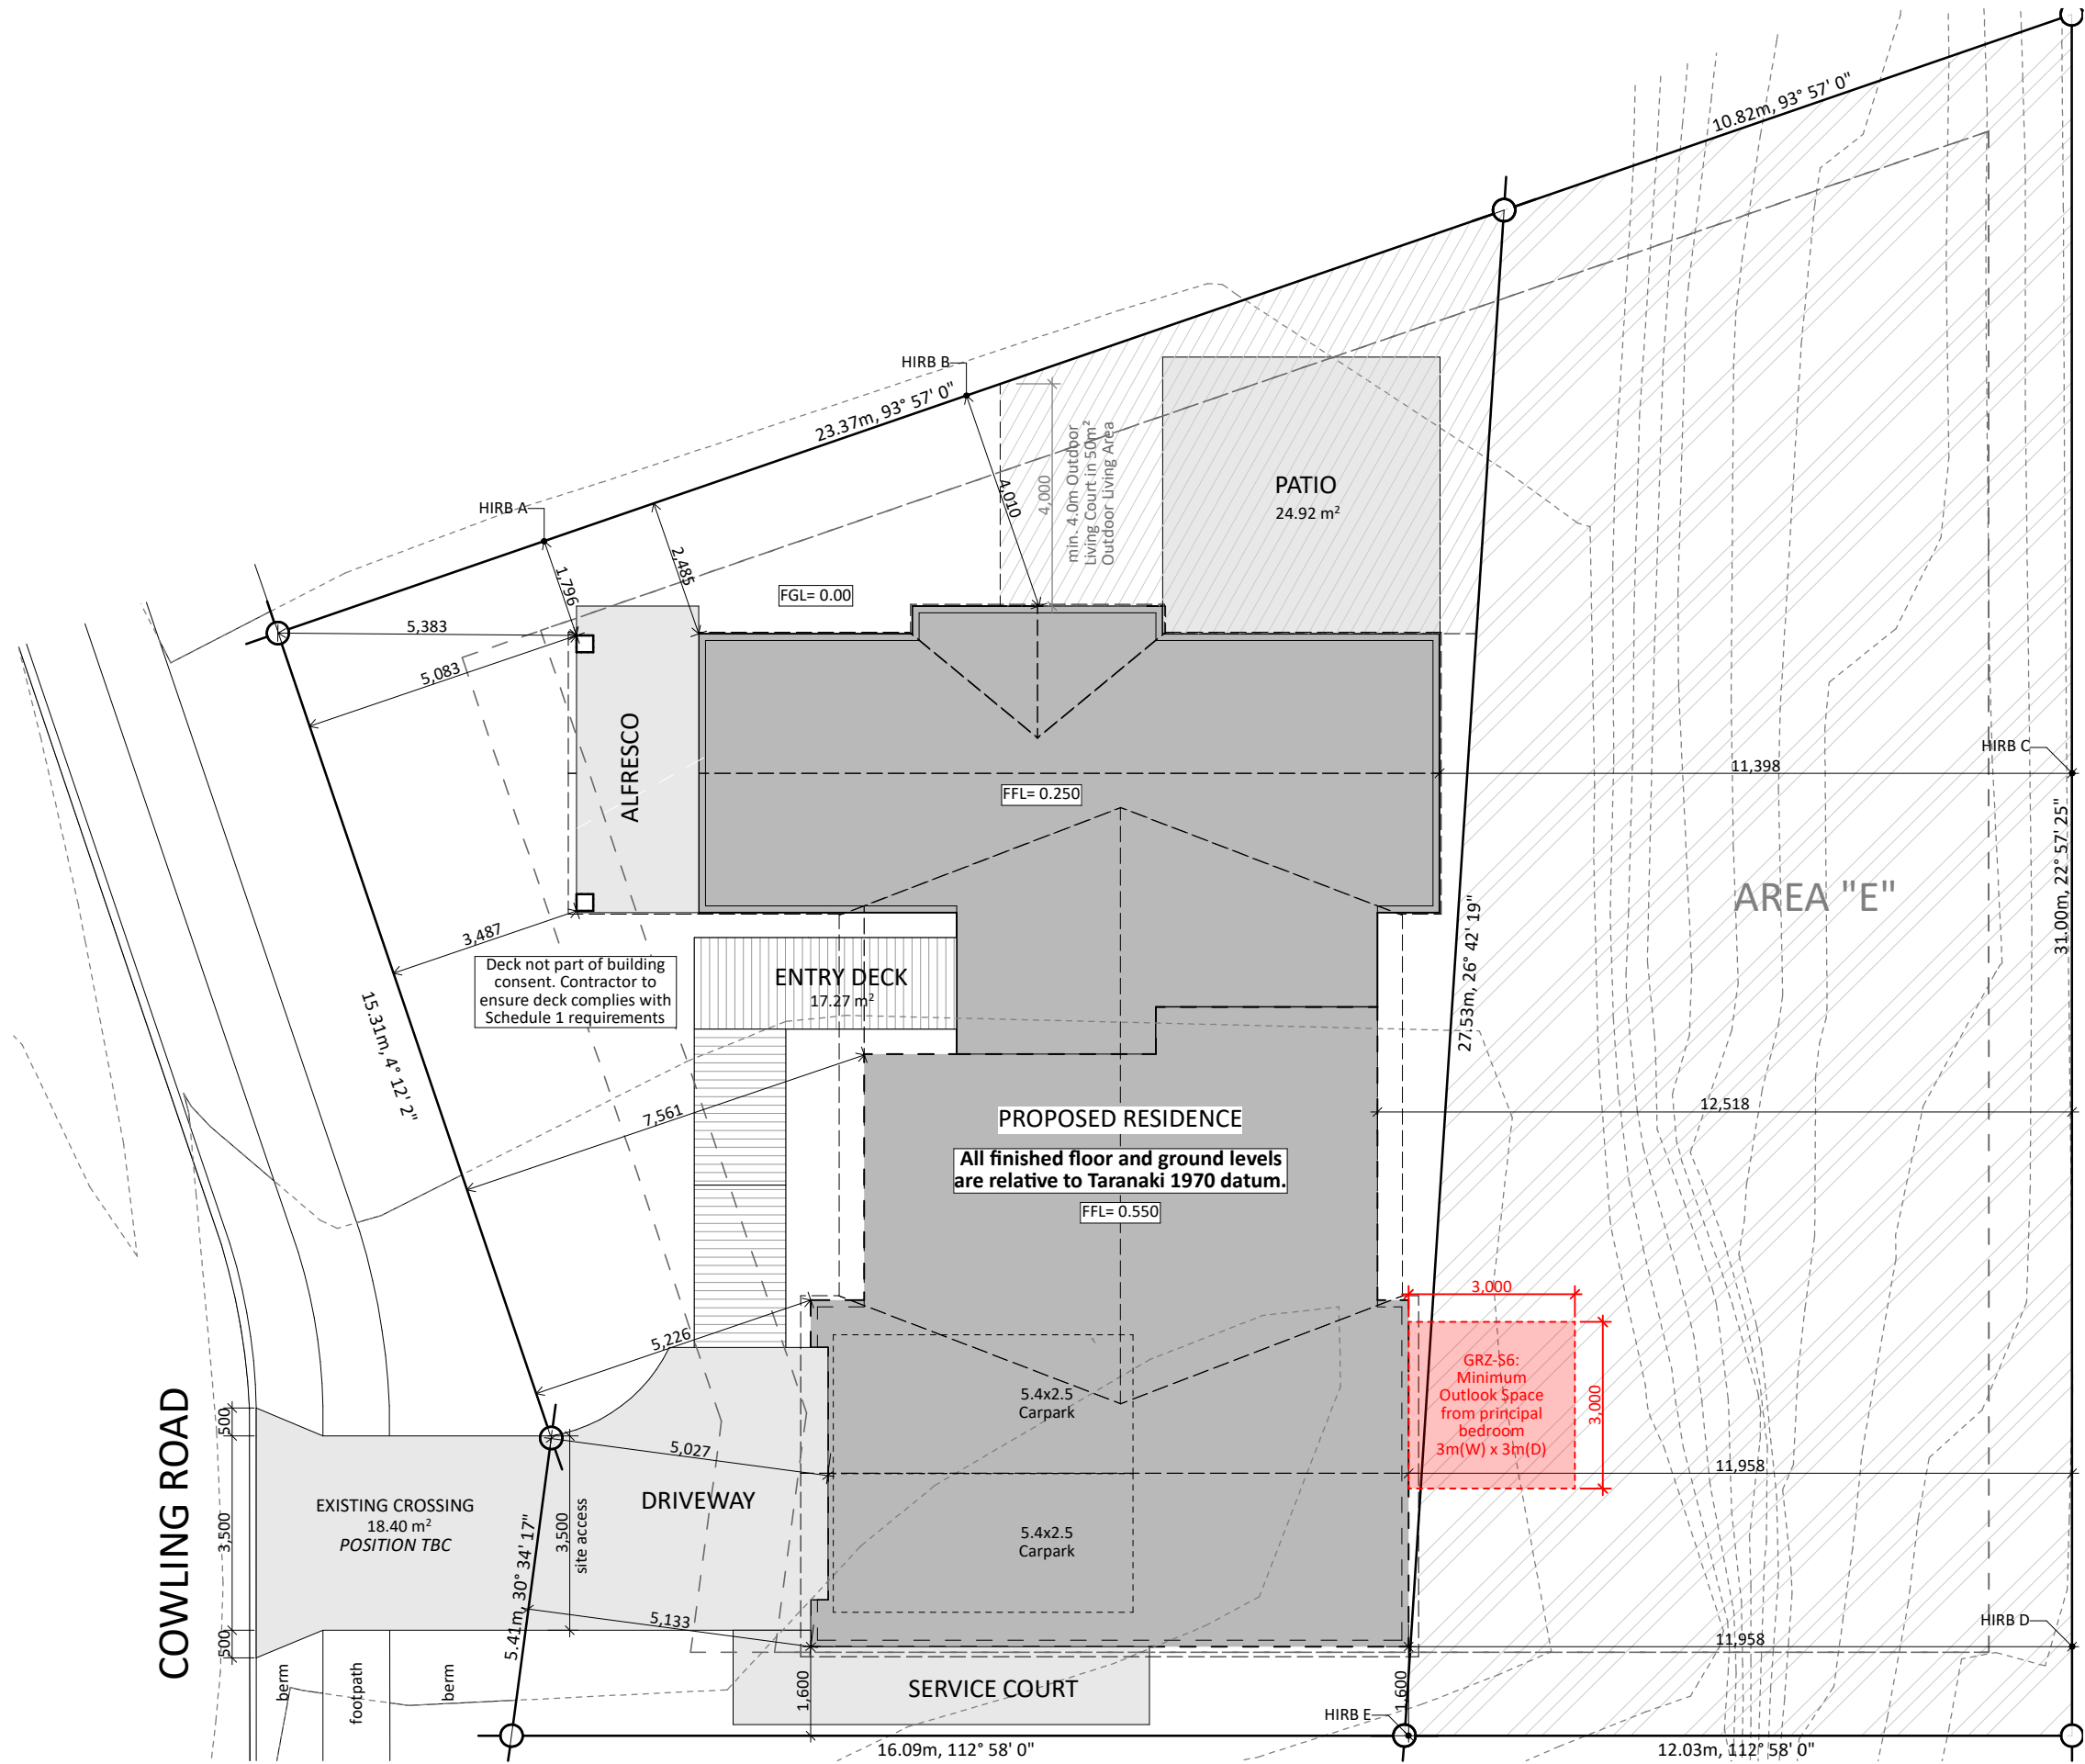 10.82m, 93° 57' 0"
HIRB B
23.37m, 93° 57' 0"
min. 4.0m Outdoor
Living Court in 50m²
Outdoor Living Area
4,000
4,010
PATIO
24.92 m²
HIRB A
1,796
2,485
FGL= 0.00
5,383
5,083
ALFRESCO
HIRB C
11,398
FFL= 0.250
31.00m, 22° 57' 25"
AREA "E"
3,487
Deck not part of building
consent. Contractor to
ensure deck complies with
Schedule 1 requirements
ENTRY DECK
17.27 m²
27.53m, 26° 42' 19"
15.31m, 4° 12' 2"
7,561
PROPOSED RESIDENCE
12,518
All finished floor and ground levels
are relative to Taranaki 1970 datum.
FFL= 0.550
3,000
5,226
GRZ-S6:
Minimum
Outlook Space
from principal
bedroom
3m(W) x 3m(D)
3,000
5.4x2.5
Carpark
COWLING ROAD
500
5,027
11,958
DRIVEWAY
EXISTING CROSSING
18.40 m²
POSITION TBC
3,500
3,500
site access
5.41m, 30° 34' 17"
5.4x2.5
Carpark
5,133
500
HIRB D
11,958
berm
footpath
berm
1,600
SERVICE COURT
1,600
HIRB E
16.09m, 112° 58' 0"
12.03m, 112° 58' 0"